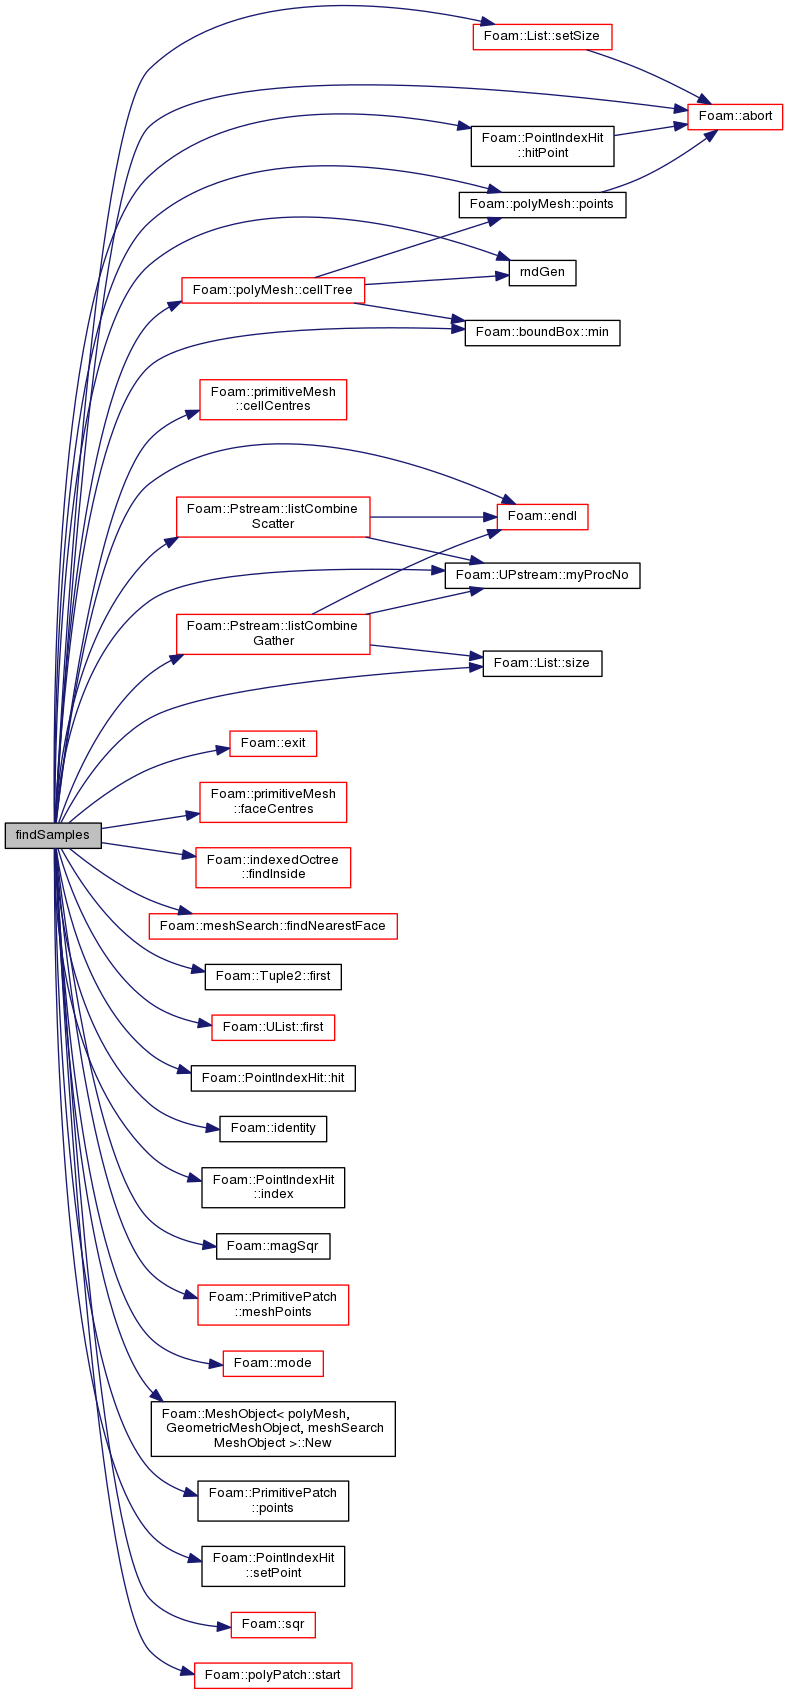 Foam::List::setSize
Foam::abort
Foam::PointIndexHit
::hitPoint
Foam::polyMesh::points
rndGen
Foam::polyMesh::cellTree
Foam::boundBox::min
Foam::primitiveMesh
::cellCentres
Foam::Pstream::listCombine
Scatter
Foam::endl
Foam::UPstream::myProcNo
Foam::Pstream::listCombine
Gather
Foam::List::size
Foam::exit
Foam::primitiveMesh
::faceCentres
findSamples
Foam::indexedOctree
::findInside
Foam::meshSearch::findNearestFace
Foam::Tuple2::first
Foam::UList::first
Foam::PointIndexHit::hit
Foam::identity
Foam::PointIndexHit
::index
Foam::magSqr
Foam::PrimitivePatch
::meshPoints
Foam::mode
Foam::MeshObject< polyMesh,
GeometricMeshObject, meshSearch
MeshObject >::New
Foam::PrimitivePatch
::points
Foam::PointIndexHit
::setPoint
Foam::sqr
Foam::polyPatch::start